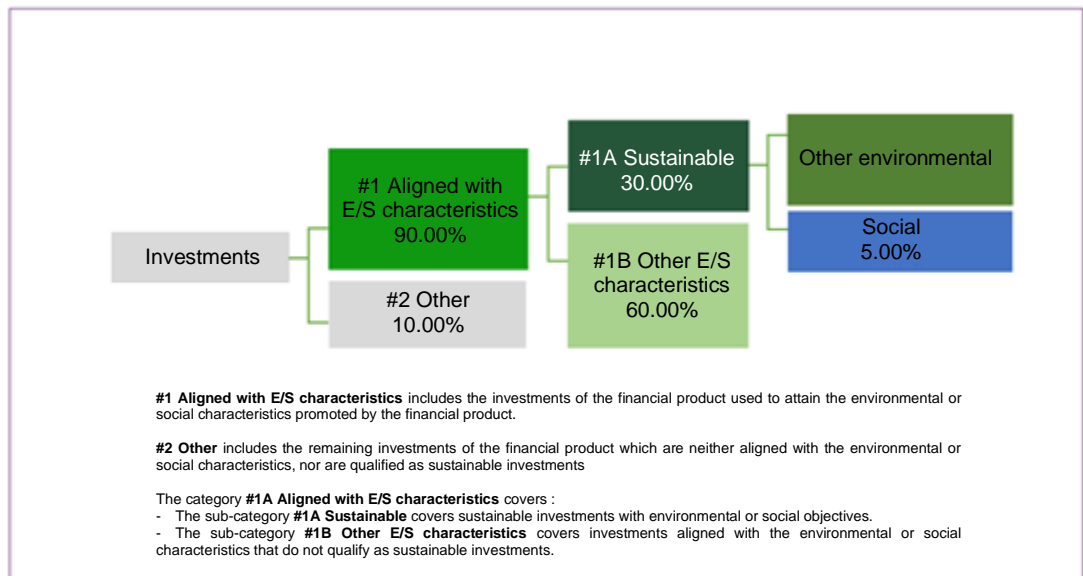 Investments
#1 Aligned with
E/S characteristics
90.00%
#2 Other
10.00%
#1A Sustainable
30.00%
#1B Other E/S
characteristics
60.00%
Other environmental
Social
5.00%
#1 Aligned with E/S characteristics includes the investments of the financial product used to attain the environmental or
social characteristics promoted by the financial product.
#2 Other includes the remaining investments of the financial product which are neither aligned with the environmental or
social characteristics, nor are qualified as sustainable investments
The category #1A Aligned with E/S characteristics covers :
- The sub-category #1A Sustainable covers sustainable investments with environmental or social objectives.
- The sub-category #1B Other E/S characteristics covers investments aligned with the environmental or social
characteristics that do not qualify as sustainable investments.